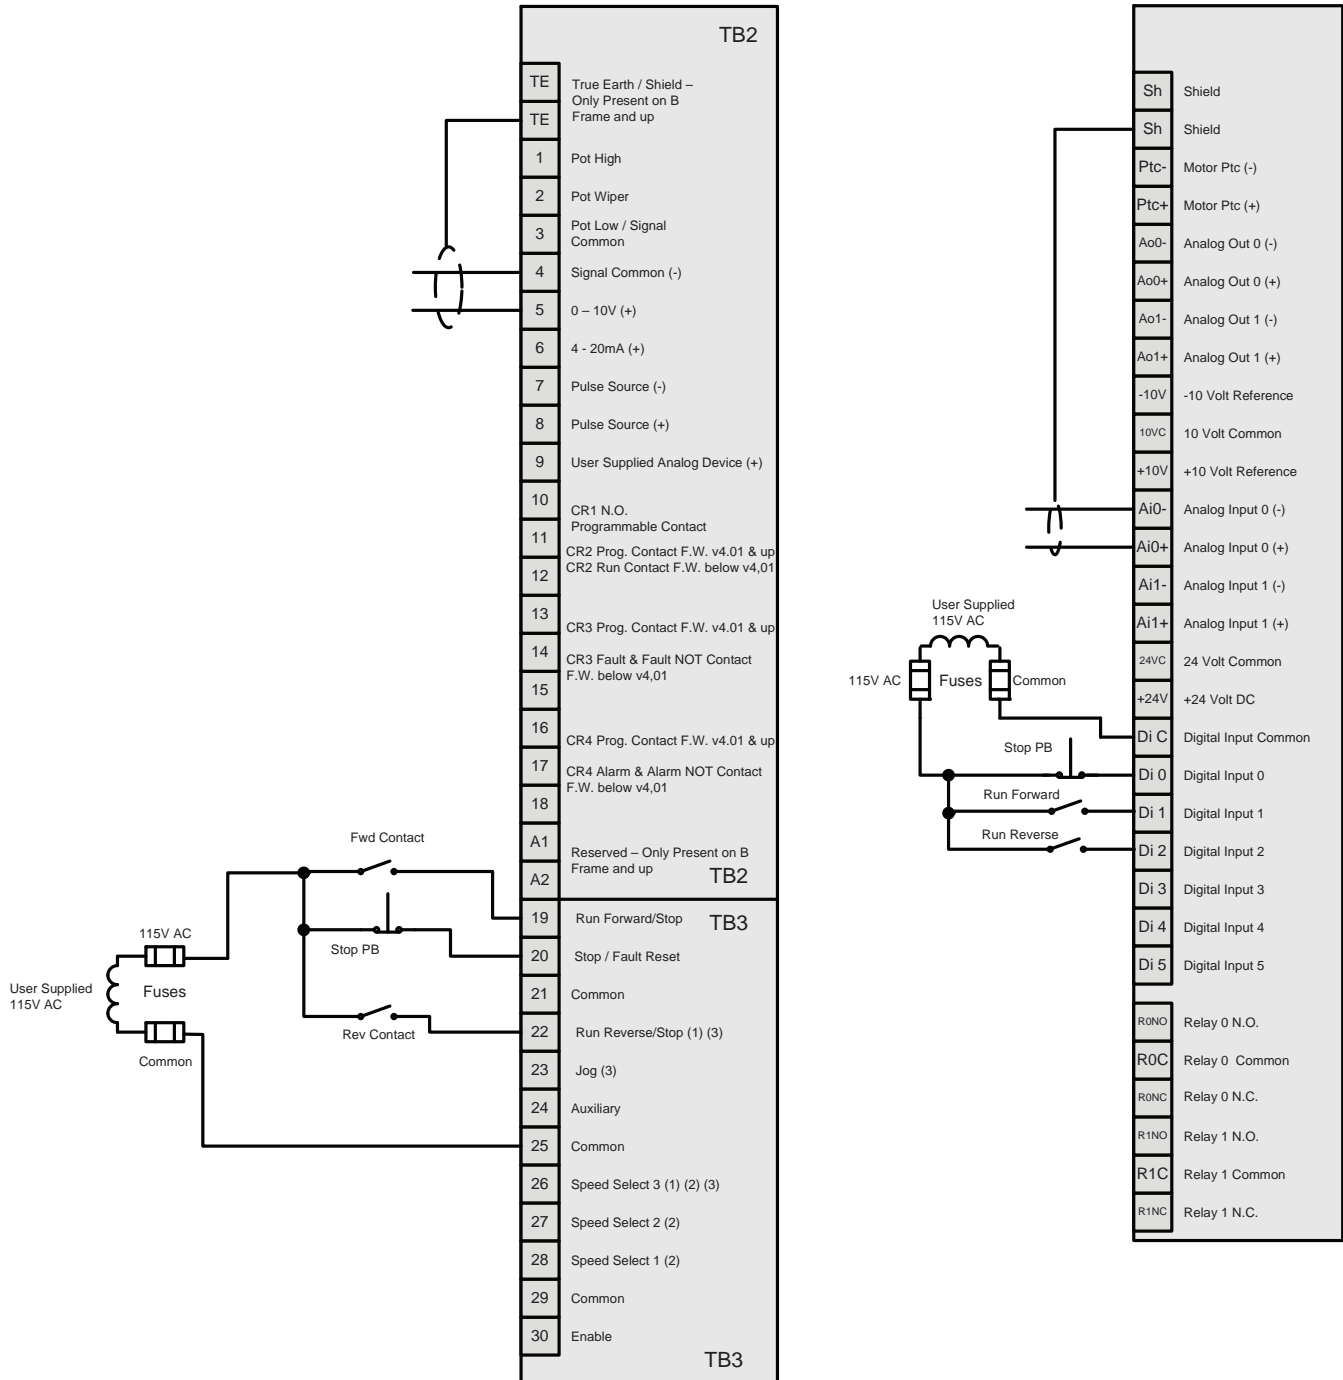 TB2
TE
TE
True Earth / Shield –
Only Present on B
Frame and up
1
Pot High
2
Pot Wiper
3
Pot Low / Signal
Common
4
Signal Common (-)
5
0 – 10V (+)
6
4 - 20mA (+)
7
Pulse Source (-)
8
Pulse Source (+)
9
User Supplied Analog Device (+)
10
11
CR1 N.O.
Programmable Contact
CR2 Prog. Contact F.W. v4.01 & up
CR2 Run Contact F.W. below v4,01
12
13
CR3 Prog. Contact F.W. v4.01 & up
14
CR3 Fault & Fault NOT Contact
F.W. below v4,01
15
16
CR4 Prog. Contact F.W. v4.01 & up
17
CR4 Alarm & Alarm NOT Contact
F.W. below v4,01
18
A1
A2
Reserved – Only Present on B
Frame and up
TB2
19
Run Forward/Stop
TB3
20
Stop / Fault Reset
21
Common
22
Run Reverse/Stop (1) (3)
23
Jog (3)
24
Auxiliary
25
Common
26
Speed Select 3 (1) (2) (3)
27
Speed Select 2 (2)
28
Speed Select 1 (2)
29
Common
30
Enable
TB3
Fwd Contact
Stop PB
Rev Contact
115V AC
Fuses
User Supplied
115V AC
Common
Sh
Shield
Sh
Shield
Ptc-
Motor Ptc (-)
Ptc+
Motor Ptc (+)
Ao0-
Analog Out 0 (-)
Ao0+
Analog Out 0 (+)
Ao1-
Analog Out 1 (-)
Ao1+
Analog Out 1 (+)
-10V
-10 Volt Reference
10VC
10 Volt Common
+10V
+10 Volt Reference
Ai0-
Analog Input 0 (-)
Ai0+
Analog Input 0 (+)
Ai1-
Analog Input 1 (-)
Ai1+
Analog Input 1 (+)
24VC
24 Volt Common
+24V
+24 Volt DC
Di C
Digital Input Common
Di 0
Digital Input 0
Di 1
Digital Input 1
Di 2
Digital Input 2
Di 3
Digital Input 3
Di 4
Digital Input 4
Di 5
Digital Input 5
R0NO
Relay 0 N.O.
R0C
Relay 0 Common
R0NC
Relay 0 N.C.
R1NO
Relay 1 N.O.
R1C
Relay 1 Common
R1NC
Relay 1 N.C.
User Supplied
115V AC
115V AC
Fuses
Common
Stop PB
Run Forward
Run Reverse